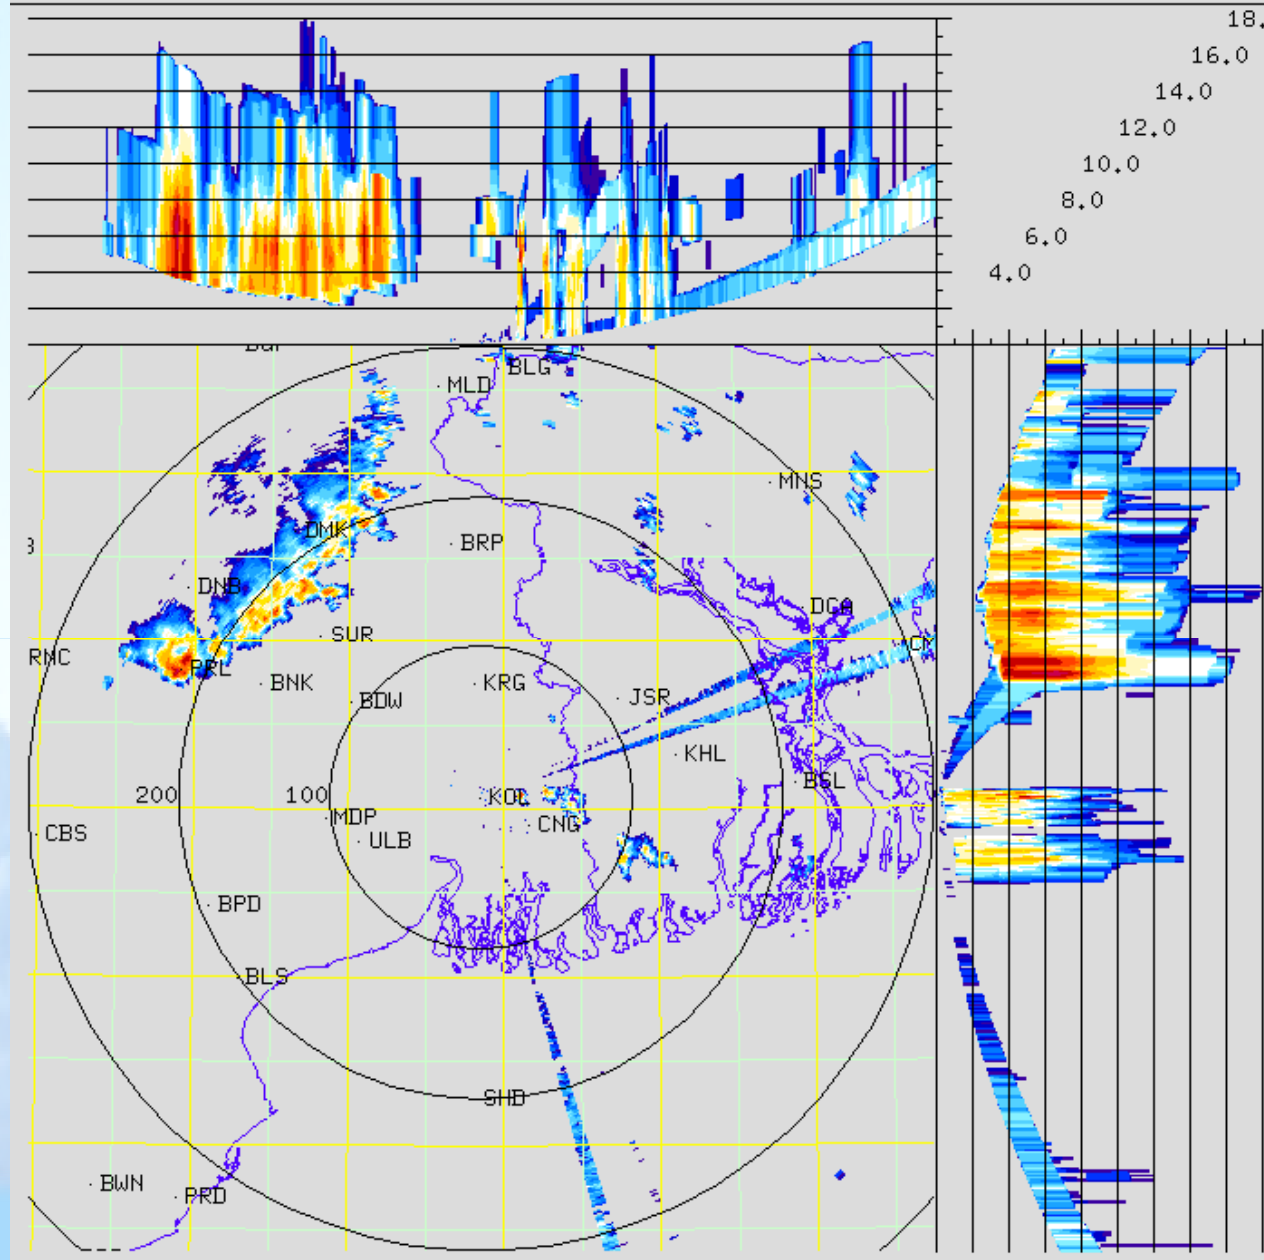 18.
16.0
14.0
12.0
10.0
8.0
6.0
4.0
BLG
MLD
MNS
DMK
BRP
DNB
DGA
SUR
CM
RNC
PRL
BNK
KRG
JSR
BDW
KHL
BSL
200
100
KOL
MDP
CNG
CBS
ULB
BPD
BLS
SHD
BWN
PRD